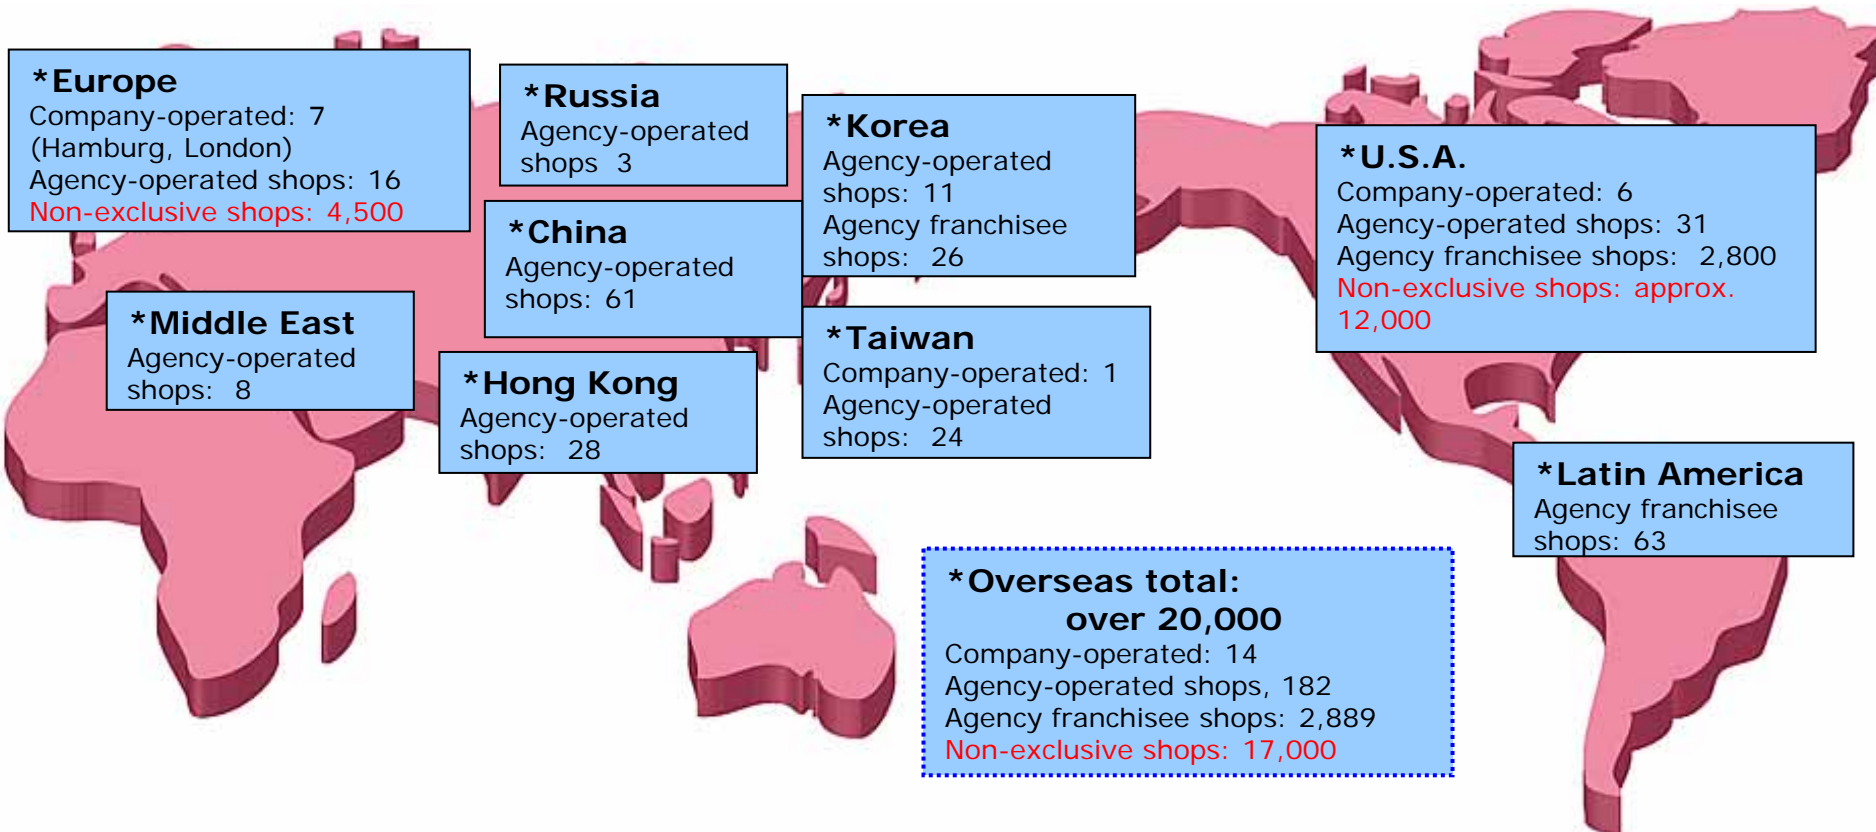 *Europe
Company-operated: 7
(Hamburg, London)
Agency-operated shops: 16
Non-exclusive shops: 4,500
*Russia
Agency-operated
shops 3
*Korea
Agency-operated
shops: 11
Agency franchisee
shops: 26
*U.S.A.
Company-operated: 6
Agency-operated shops: 31
Agency franchisee shops: 2,800
Non-exclusive shops: approx.
12,000
*China
Agency-operated
shops: 61
*Middle East
Agency-operated
shops: 8
*Hong Kong
Agency-operated
shops: 28
*Taiwan
Company-operated: 1
Agency-operated
shops: 24
*Latin America
Agency franchisee
shops: 63
*Overseas total:
over 20,000
Company-operated: 14
Agency-operated shops, 182
Agency franchisee shops: 2,889
Non-exclusive shops: 17,000